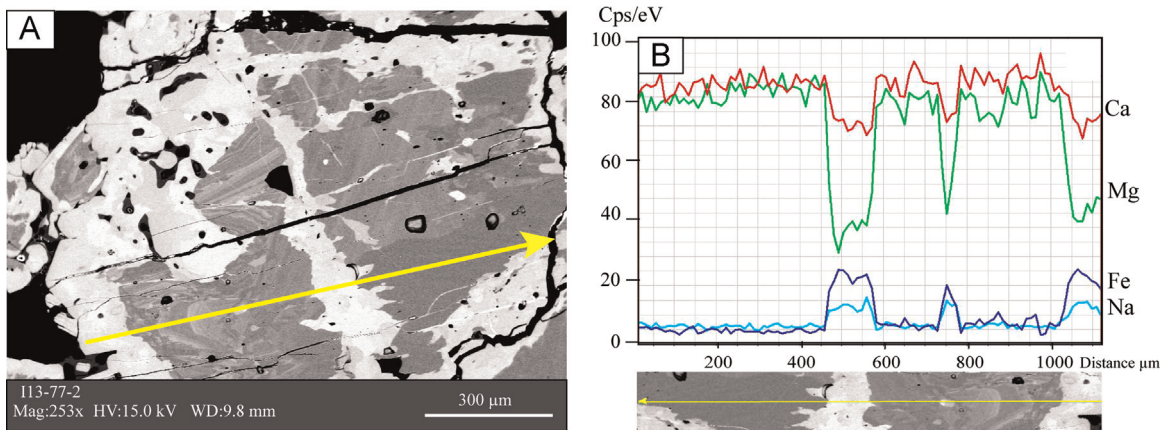 A
I13-77-2
Mag:253x HV:15.0 kV WD:9.8 mm
300 µm
Cps/eV
B
100
80
60
40
20
0
Ca
Mg
Fe
Na
200
400
600
800
1000
Distance µm